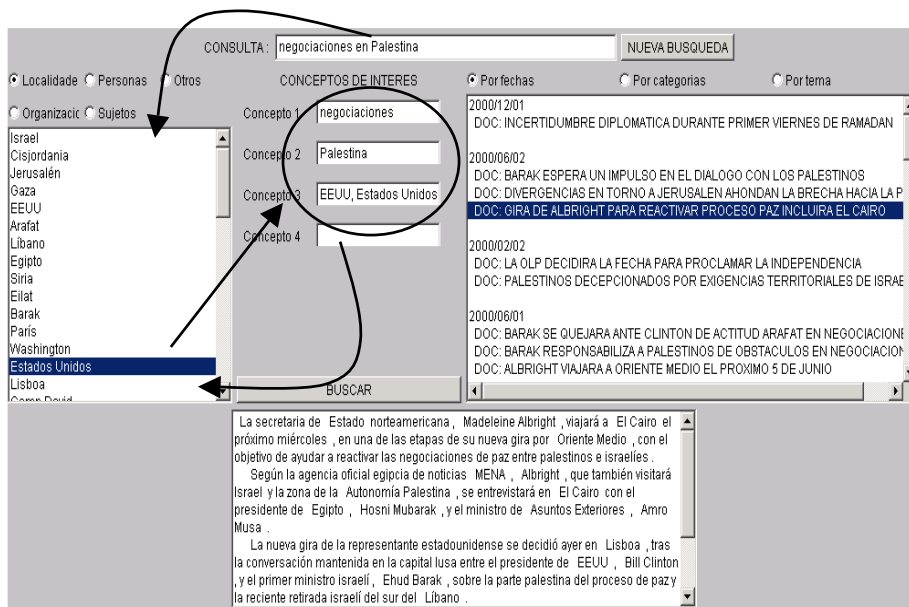 CONSULTA : negociaciones en Palestina NUEVA BUSQUEDA
Localidade Personas Otros
Organizacic Sujetos
CONCEPTOS DE INTERES
Concepto 1 negociaciones
Concepto 2 Palestina
Concepto 3 EEUU, Estados Unidos
Concepto 4
BUSCAR
Israel
Cisjordania
Jerusalén
Gaza
EEUU
Arafat
Líbano
Egipto
Siria
Eilat
Barak
París
Washington
Estados Unidos
Lisboa
Camp David
Por fechas Por categorias Por tema
2000/12/01
DOC: INCERTIDUMBRE DIPLOMATICA DURANTE PRIMER VIERNES DE RAMADAN
2000/06/02
DOC: BARAK ESPERA UN IMPULSO EN EL DIALOGO CON LOS PALESTINOS
DOC: DIVERGENCIAS EN TORNO A JERUSALEN AHONDAN LA BRECHA HACIA LA P
DOC: GIRA DE ALBRIGHT PARA REACTIVAR PROCESO PAZ INCLUIRA EL CAIRO
2000/02/02
DOC: LA OLP DECIDIRA LA FECHA PARA PROCLAMAR LA INDEPENDENCIA
DOC: PALESTINOS DECEPCIONADOS POR EXIGENCIAS TERRITORIALES DE ISRAE
2000/06/01
DOC: BARAK SE QUEJARA ANTE CLINTON DE ACTITUD ARAFAT EN NEGOCIACIONE
DOC: BARAK RESPONSABILIZA A PALESTINOS DE OBSTACULOS EN NEGOCIACION
DOC: ALBRIGHT VIAJARA A ORIENTE MEDIO EL PROXIMO 5 DE JUNIO
La secretaria de Estado norteamericana , Madeleine Albright , viajará a El Cairo el
próximo miércoles , en una de las etapas de su nueva gira por Oriente Medio , con el
objetivo de ayudar a reactivar las negociaciones de paz entre palestinos e israelíes .
Según la agencia oficial egipcia de noticias MENA , Albright , que también visitará
Israel y la zona de la Autonomía Palestina , se entrevistará en El Cairo con el
presidente de Egipto , Hosni Mubarak , y el ministro de Asuntos Exteriores , Amro
Musa .
La nueva gira de la representante estadounidense se decidió ayer en Lisboa , tras
la conversación mantenida en la capital lusa entre el presidente de EEUU , Bill Clinton
, y el primer ministro israelí , Ehud Barak , sobre la parte palestina del proceso de paz y
la reciente retirada israelí del sur del Líbano .